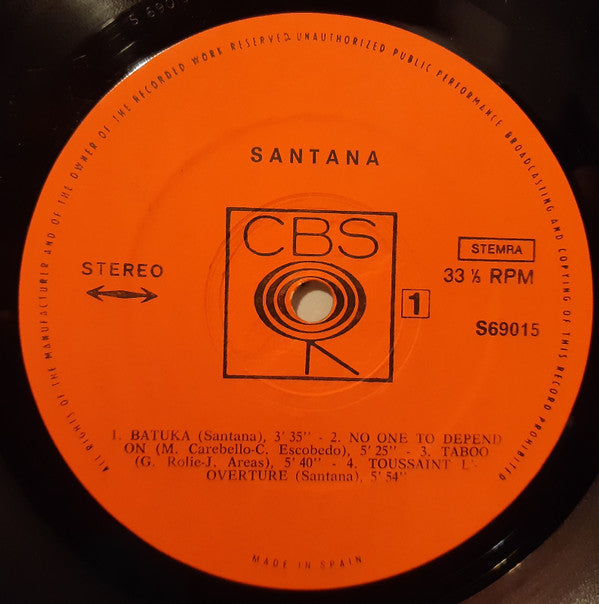 S 690
ALL RIGHTS OF THE MANUFACTURER AND OF THE OWNER OF THE RECORDED WORK RESERVED. UNAUTHORIZED PUBLIC PERFORMANCE BROADCASTING AND COPYING OF THIS RECORD PROHIBITED
SANTANA
CBS
STEREO
STEMRA
33 ⅓ RPM
1
S69015
1. BATUKA (Santana), 3' 35" - 2. NO ONE TO DEPEND
ON (M. Carebello-C. Escobedo), 5' 25" - 3. TABOO
(G. Rolie-J. Areas), 5' 40" - 4. TOUSSAINT L'
OVERTURE (Santana), 5' 54"
MADE IN SPAIN